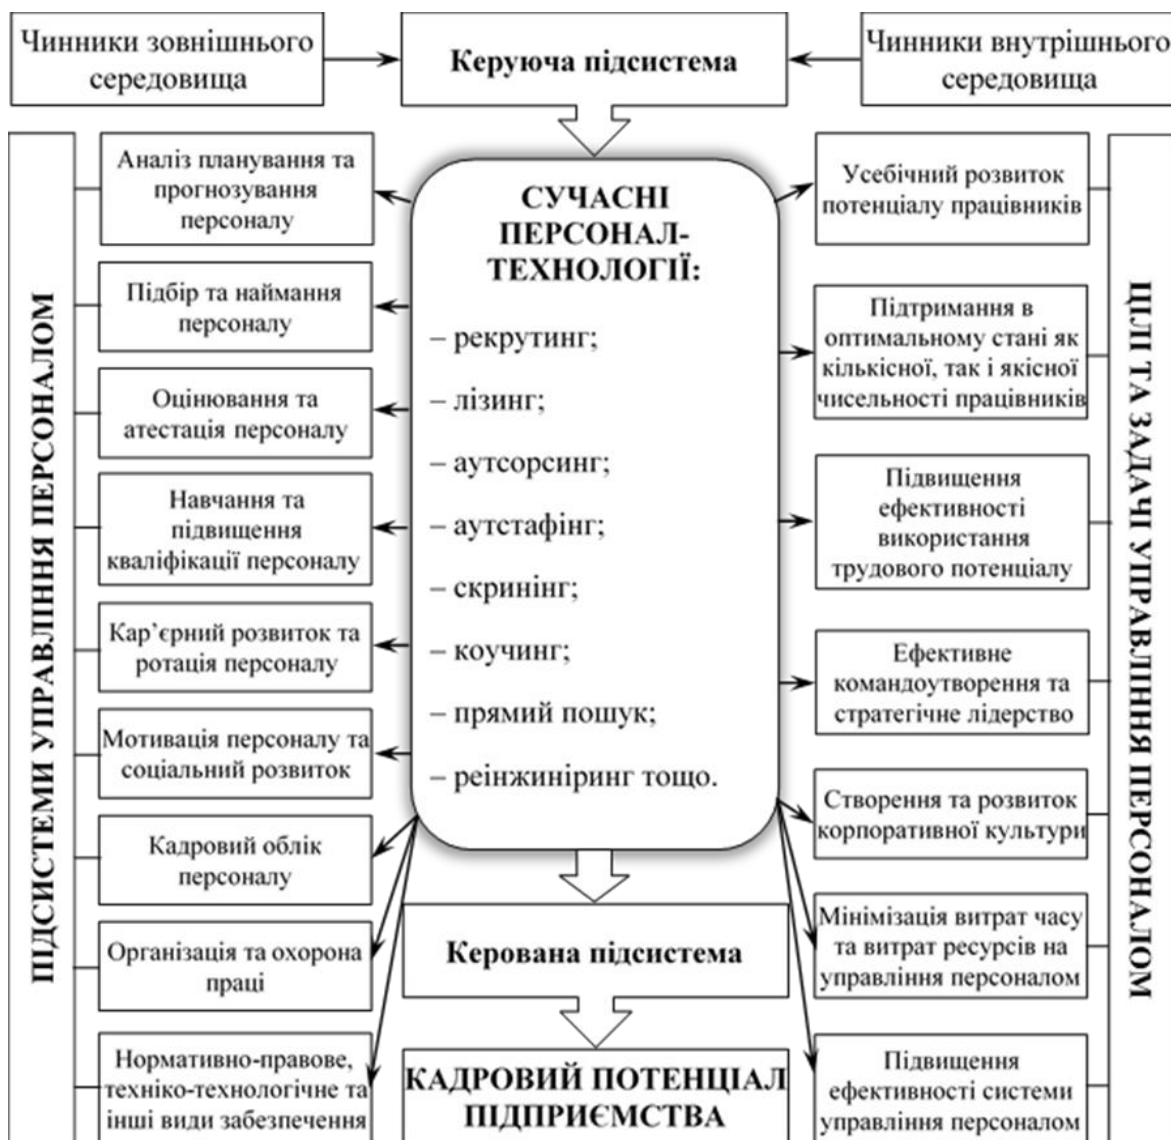 Чинники зовнішнього
середовища
Керуюча підсистема
Чинники внутрішнього
середовища
ПІДСИСТЕМИ УПРАВЛІННЯ ПЕРСОНАЛОМ
Аналіз планування та
прогнозування
персоналу
Підбір та наймання
персоналу
Оцінювання та
атестація персоналу
Навчання та
підвищення
кваліфікації персоналу
Кар’єрний розвиток та
ротація персоналу
Мотивація персоналу та
соціальний розвиток
Кадровий облік
персоналу
Організація та охорона
праці
Нормативно-правове,
техніко-технологічне та
інші види забезпечення
СУЧАСНІ
ПЕРСОНАЛ-
ТЕХНОЛОГІЇ:
– рекрутинг;
– лізинг;
– аутсорсинг;
– аутстафінг;
– скринінг;
– коучинг;
– прямий пошук;
– реінжиніринг тощо.
Керована підсистема
КАДРОВИЙ ПОТЕНЦІАЛ
ПІДПРИЄМСТВА
Усебічний розвиток
потенціалу працівників
Підтримання в
оптимальному стані як
кількісної, так і якісної
чисельності працівників
Підвищення
ефективності
використання
трудового потенціалу
Ефективне
командоутворення та
стратегічне лідерство
Створення та розвиток
корпоративної культури
Мінімізація витрат часу
та витрат ресурсів на
управління персоналом
Підвищення
ефективності системи
управління персоналом
ЦІЛІ ТА ЗАДАЧІ УПРАВЛІННЯ ПЕРСОНАЛОМ